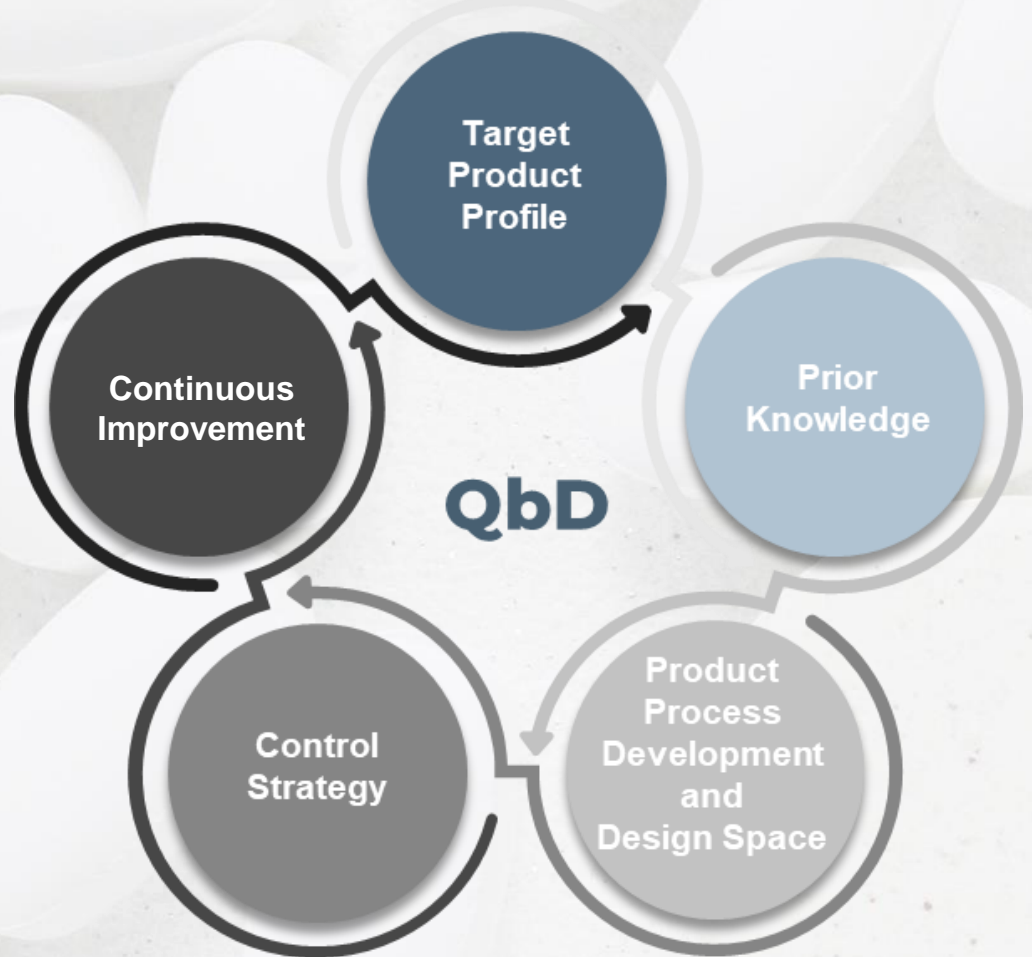 Target
Product
Profile
Prior
Knowledge
Product
Process
Development
and
Design Space
Control
Strategy
Continuous
Improvement
QbD